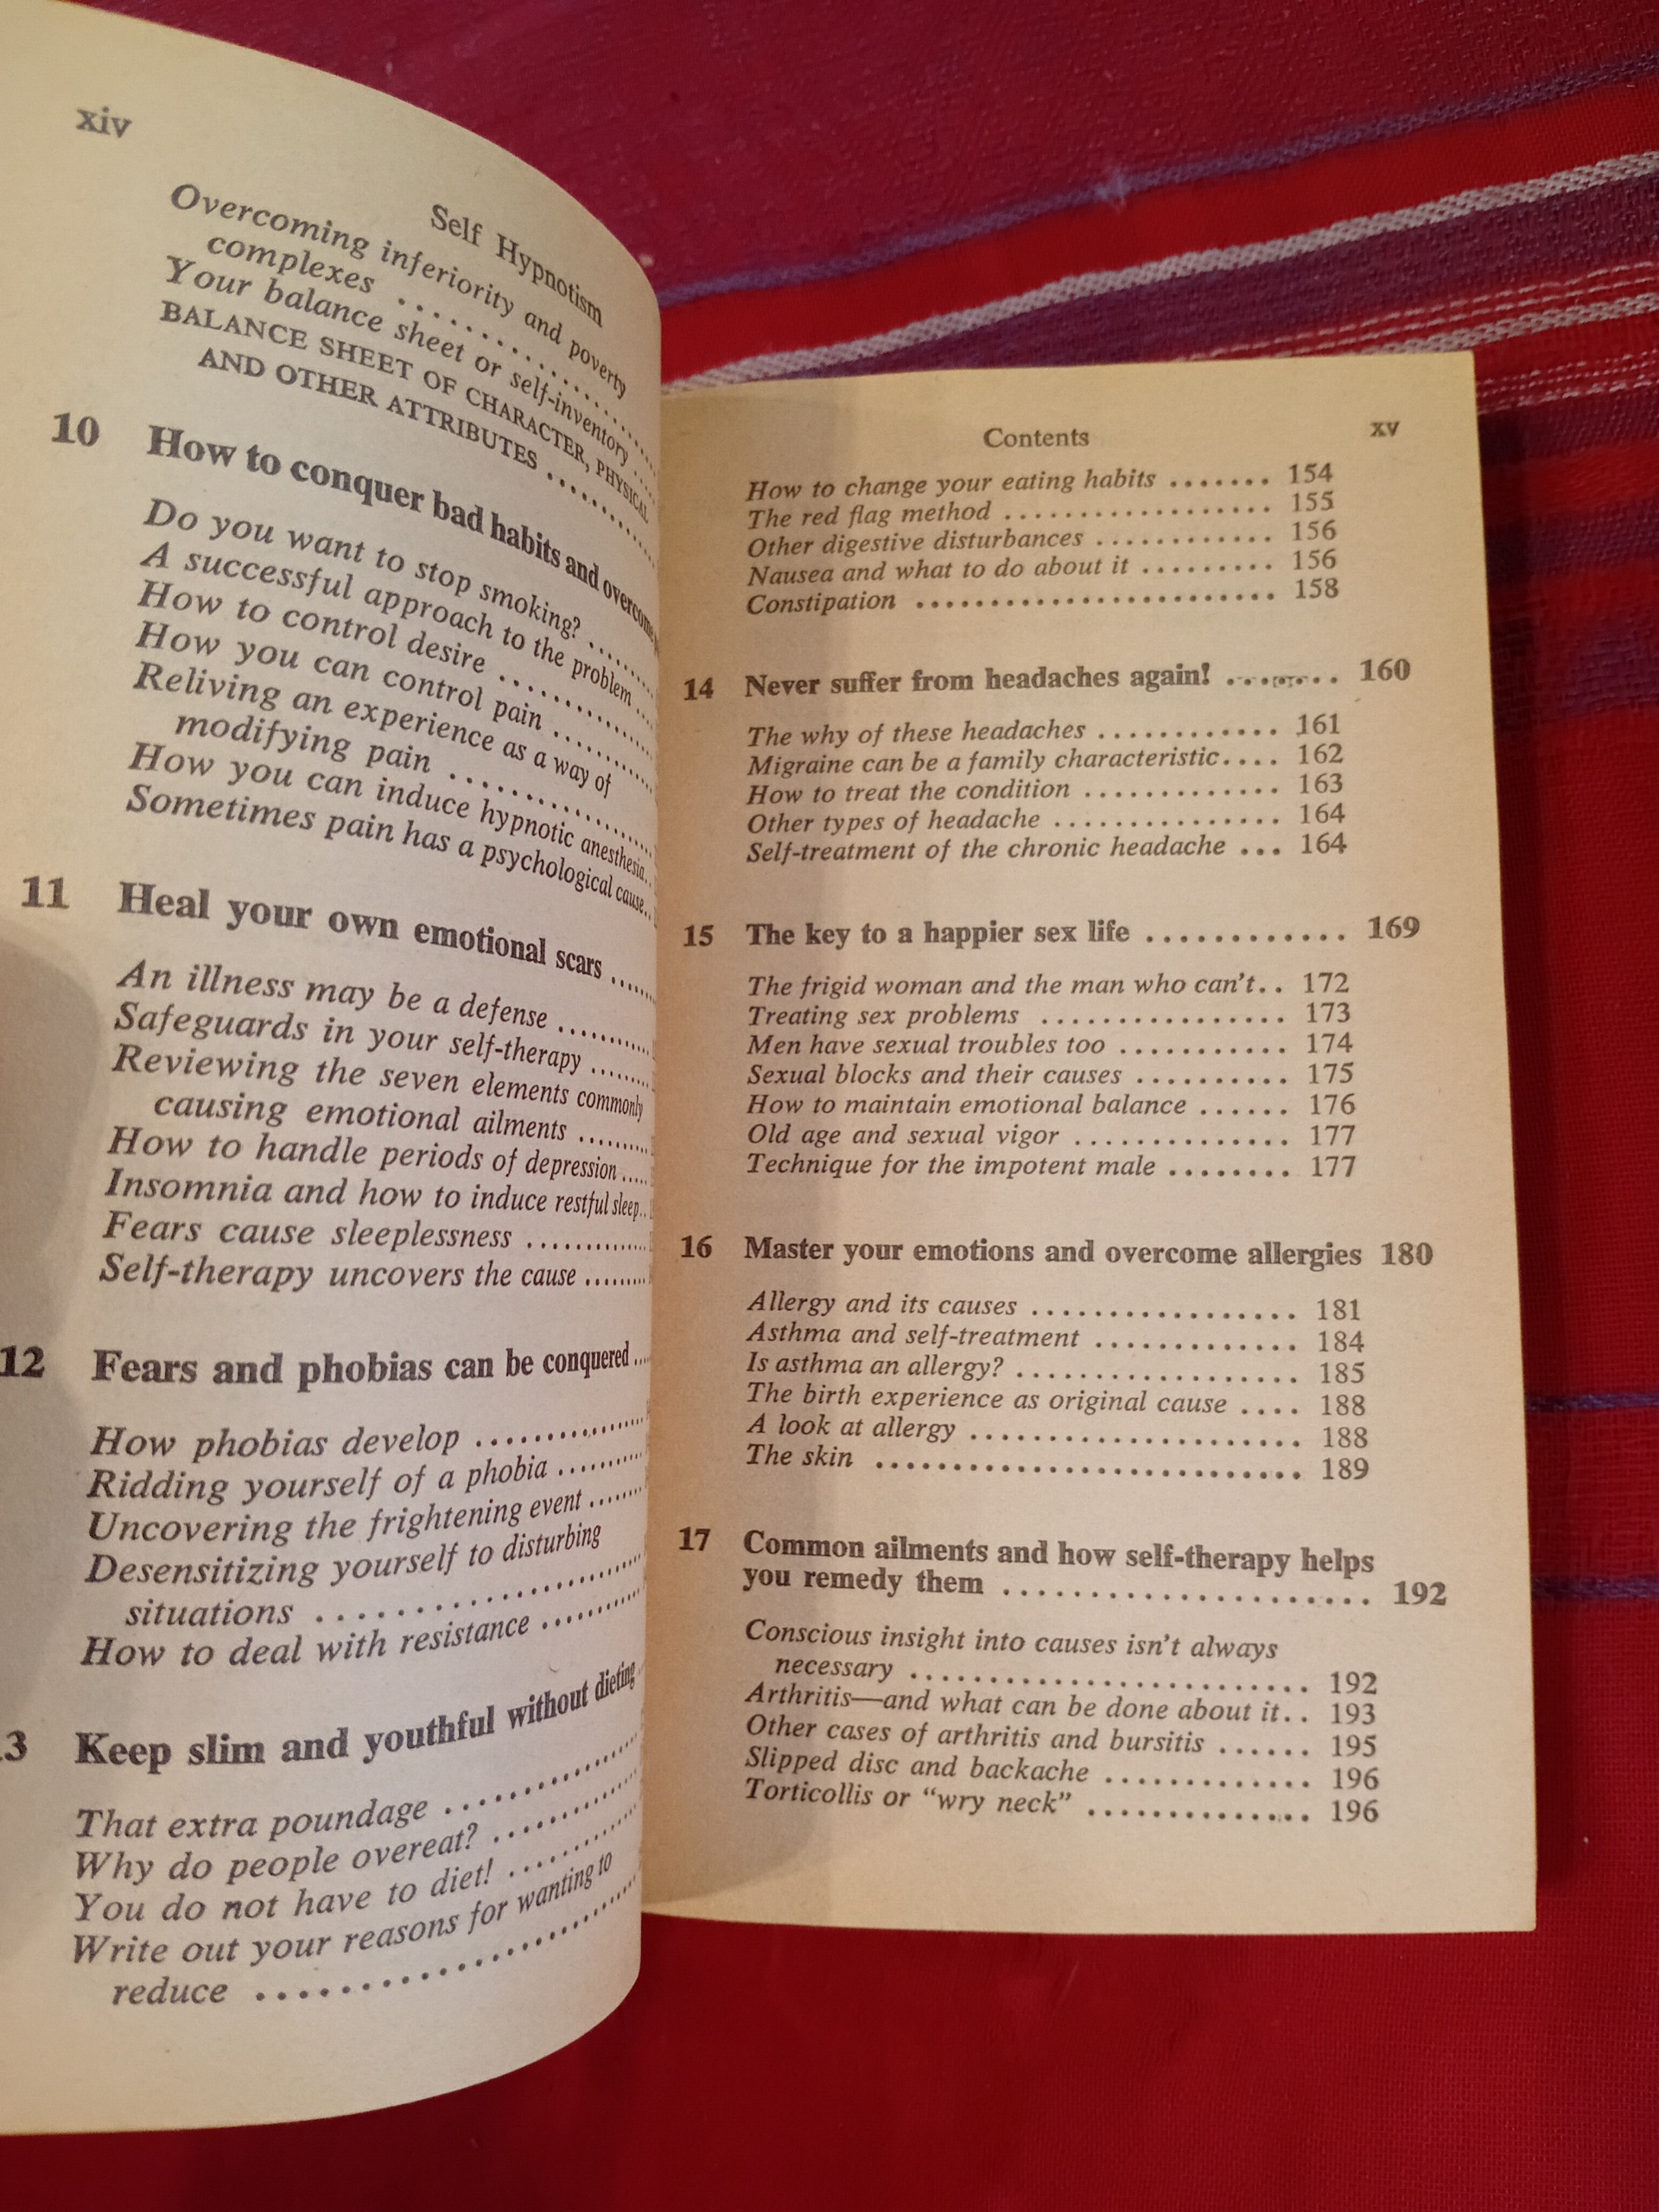 xiv
Self Hypnotism
Overcoming inferiority and poverty
complexes ..........
Your balance sheet or self-inventory .....
BALANCE SHEET OF CHARACTER, PHYSICAL
AND OTHER ATTRIBUTES ..........
10 How to conquer bad habits and overcome
Do you want to stop smoking? ........
A successful approach to the problem ....
How to control desire ..............
How you can control pain ...........
Reliving an experience as a way of
modifying pain ..................
How you can induce hypnotic anesthesia..
Sometimes pain has a psychological cause..
11 Heal your own emotional scars ......
An illness may be a defense ...........
Safeguards in your self-therapy .........
Reviewing the seven elements commonly
causing emotional ailments ..........
How to handle periods of depression .....
Insomnia and how to induce restful sleep..
Fears cause sleeplessness .............
Self-therapy uncovers the cause .........
12 Fears and phobias can be conquered ....
How phobias develop ...............
Ridding yourself of a phobia ..........
Uncovering the frightening event .......
Desensitizing yourself to disturbing
situations ......................
How to deal with resistance ..........
3 Keep slim and youthful without dieting
That extra poundage ................
Why do people overeat? .............
You do not have to diet! ............
Write out your reasons for wanting to
reduce ........................
Contents xv
How to change your eating habits ....... 154
The red flag method .................. 155
Other digestive disturbances ............ 156
Nausea and what to do about it ......... 156
Constipation ........................ 158
14 Never suffer from headaches again! ........ 160
The why of these headaches ............ 161
Migraine can be a family characteristic.... 162
How to treat the condition ............. 163
Other types of headache ............... 164
Self-treatment of the chronic headache ... 164
15 The key to a happier sex life ............ 169
The frigid woman and the man who can't.. 172
Treating sex problems ................ 173
Men have sexual troubles too ........... 174
Sexual blocks and their causes .......... 175
How to maintain emotional balance ...... 176
Old age and sexual vigor .............. 177
Technique for the impotent male ........ 177
16 Master your emotions and overcome allergies 180
Allergy and its causes ................. 181
Asthma and self-treatment ............. 184
Is asthma an allergy? .................. 185
The birth experience as original cause .... 188
A look at allergy ...................... 188
The skin ............................ 189
17 Common ailments and how self-therapy helps
you remedy them ...................... 192
Conscious insight into causes isn't always
necessary .......................... 192
Arthritis—and what can be done about it.. 193
Other cases of arthritis and bursitis ...... 195
Slipped disc and backache ............. 196
Torticollis or "wry neck" .............. 196